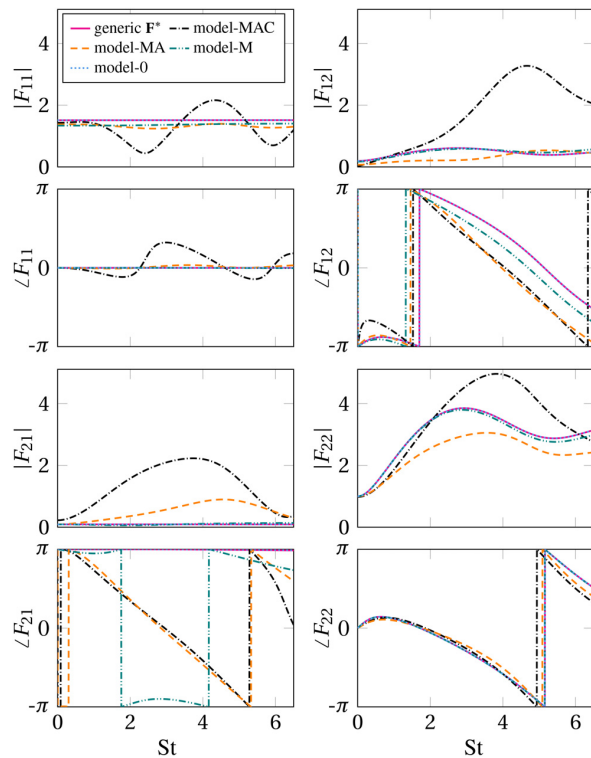 generic F*
model-MAC
model-MA
model-M
model-0
|F11|
4
2
0
|F12|
4
2
0
∠F11
π
0
-π
∠F12
π
0
-π
|F21|
4
2
0
|F22|
4
2
0
∠F21
π
0
-π
0 2 4 6
St
∠F22
π
0
-π
0 2 4 6
St